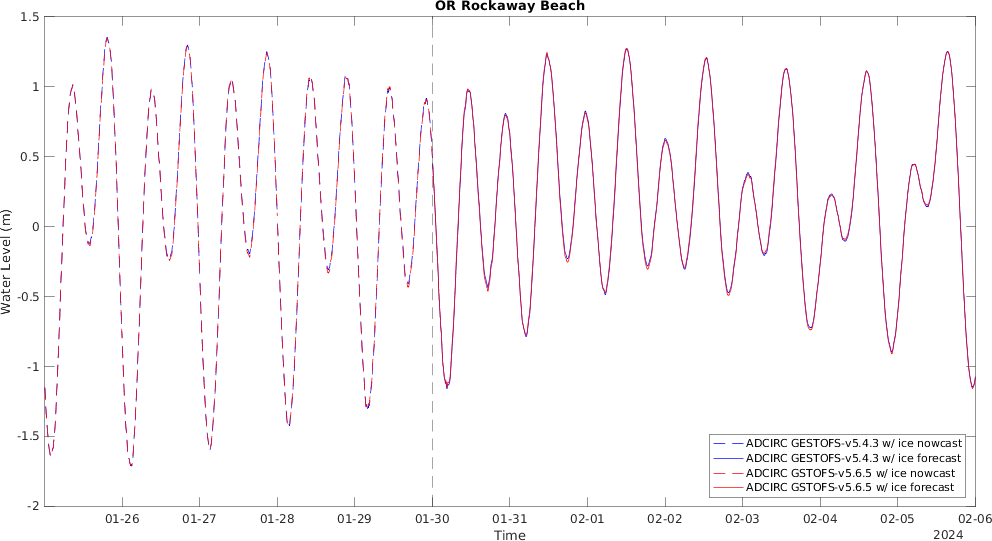 OR Rockaway Beach
1.5
1
0.5
0
-0.5
-1
-1.5
-2
Water Level (m)
01-26 01-27 01-28 01-29 01-30 01-31 02-01 02-02 02-03 02-04 02-05 02-06
Time
2024
ADCIRC GESTOFS-v5.4.3 w/ ice nowcast
ADCIRC GESTOFS-v5.4.3 w/ ice forecast
ADCIRC GSTOFS-v5.6.5 w/ ice nowcast
ADCIRC GSTOFS-v5.6.5 w/ ice forecast